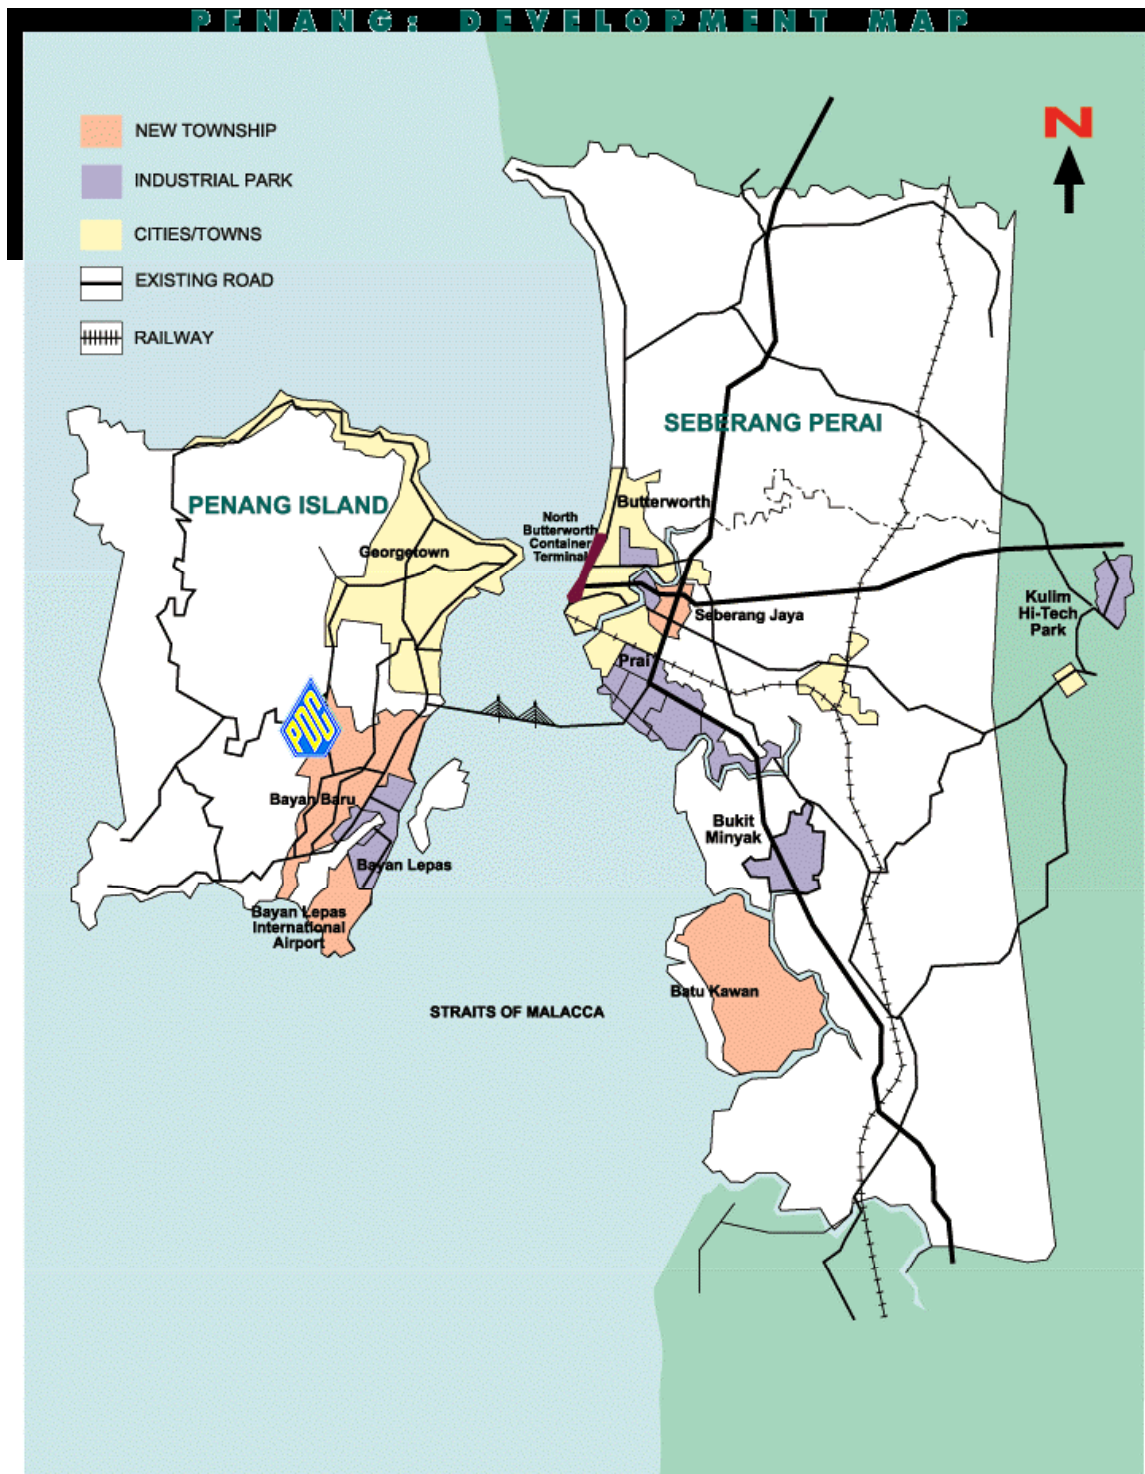 PENANG: DEVELOPMENT MAP
NEW TOWNSHIP
INDUSTRIAL PARK
CITIES/TOWNS
EXISTING ROAD
RAILWAY
N
SEBERANG PERAI
PENANG ISLAND
Butterworth
North
Butterworth
Container
Terminal
Georgetown
Kulim
Hi-Tech
Park
Seberang Jaya
Prai
PDC
Bayan Baru
Bukit
Minyak
Bayan Lepas
Bayan Lepas
International
Airport
Batu Kawan
STRAITS OF MALACCA